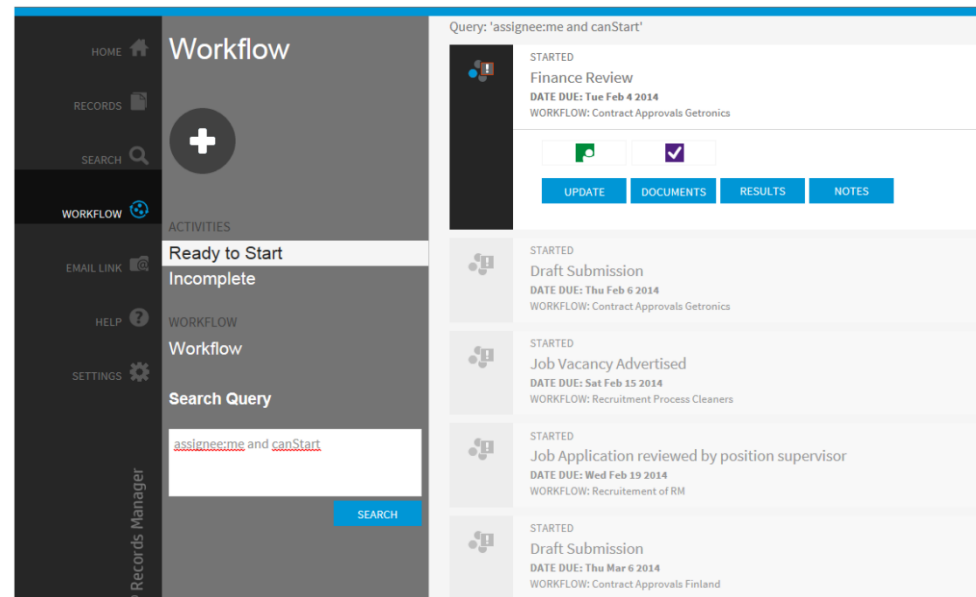 HOME
RECORDS
SEARCH
WORKFLOW
EMAIL LINK
HELP
SETTINGS
Records Manager
Workflow
ACTIVITIES
Ready to Start
Incomplete
WORKFLOW
Workflow
Search Query
assignee:me and canStart
SEARCH
Query: 'assignee:me and canStart'
STARTED
Finance Review
DATE DUE: Tue Feb 4 2014
WORKFLOW: Contract Approvals Getronics
UPDATE DOCUMENTS RESULTS NOTES
STARTED
Draft Submission
DATE DUE: Thu Feb 6 2014
WORKFLOW: Contract Approvals Getronics
STARTED
Job Vacancy Advertised
DATE DUE: Sat Feb 15 2014
WORKFLOW: Recruitment Process Cleaners
STARTED
Job Application reviewed by position supervisor
DATE DUE: Wed Feb 19 2014
WORKFLOW: Recruitement of RM
STARTED
Draft Submission
DATE DUE: Thu Mar 6 2014
WORKFLOW: Contract Approvals Finland